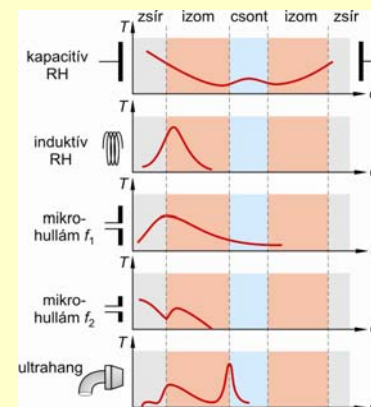 zsír izom csont izom zsír
T
kapacitív
RH
T
induktív
RH
T
mikro-
hullám f₁
T
mikro-
hullám f₂
T
ultrahang